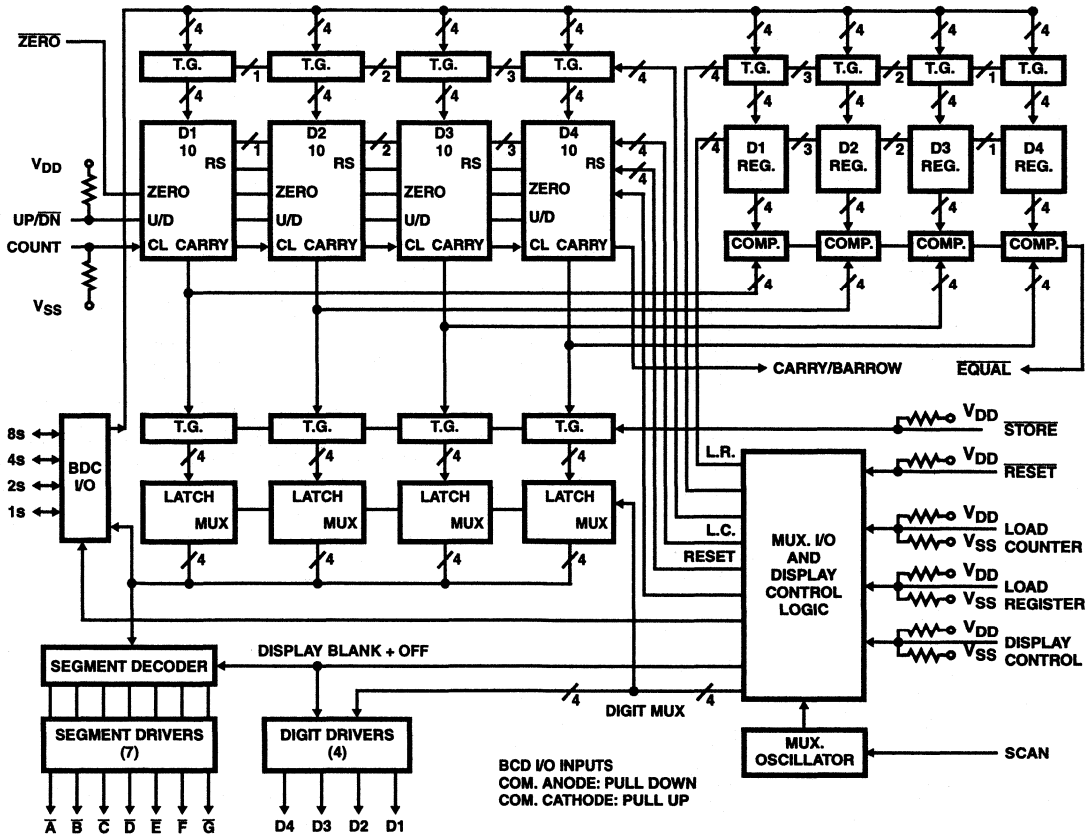 4 4 4 4 4 4 4 4
ZERO
T.G. 1 T.G. 2 T.G. 3 T.G. 4 4 T.G. 3 T.G. 2 T.G. 1 T.G.
4 4 4 4 4 4 4 4
D1 D2 D3 D4
10 10 10 10
1 2 3 4 4 3 2 1
RS RS RS RS 4
D1 D2 D3 D4
REG. REG. REG. REG.
VDD
ZERO ZERO ZERO ZERO
UP/DN U/D U/D U/D U/D
4 4 4 4
COUNT CL CARRY CL CARRY CL CARRY CL CARRY
COMP. COMP. COMP. COMP.
4 4 4 4
VSS
CARRY/BARROW
EQUAL
T.G. T.G. T.G. T.G.
VDD
STORE
8s
4s
2s
1s
BDC
I/O
4 4 4 4
LATCH LATCH LATCH LATCH
MUX MUX MUX MUX
4 4 4 4
L.R.
L.C.
RESET
MUX. I/O
AND
DISPLAY
CONTROL
LOGIC
VDD
RESET
VDD
VSS
LOAD
COUNTER
VDD
VSS
LOAD
REGISTER
VDD
VSS
DISPLAY
CONTROL
DISPLAY BLANK + OFF
SEGMENT DECODER
4 4
DIGIT MUX
SEGMENT DRIVERS
(7)
DIGIT DRIVERS
(4)
MUX.
OSCILLATOR
SCAN
BCD I/O INPUTS
COM. ANODE: PULL DOWN
COM. CATHODE: PULL UP
A B C D E F G
D4 D3 D2 D1